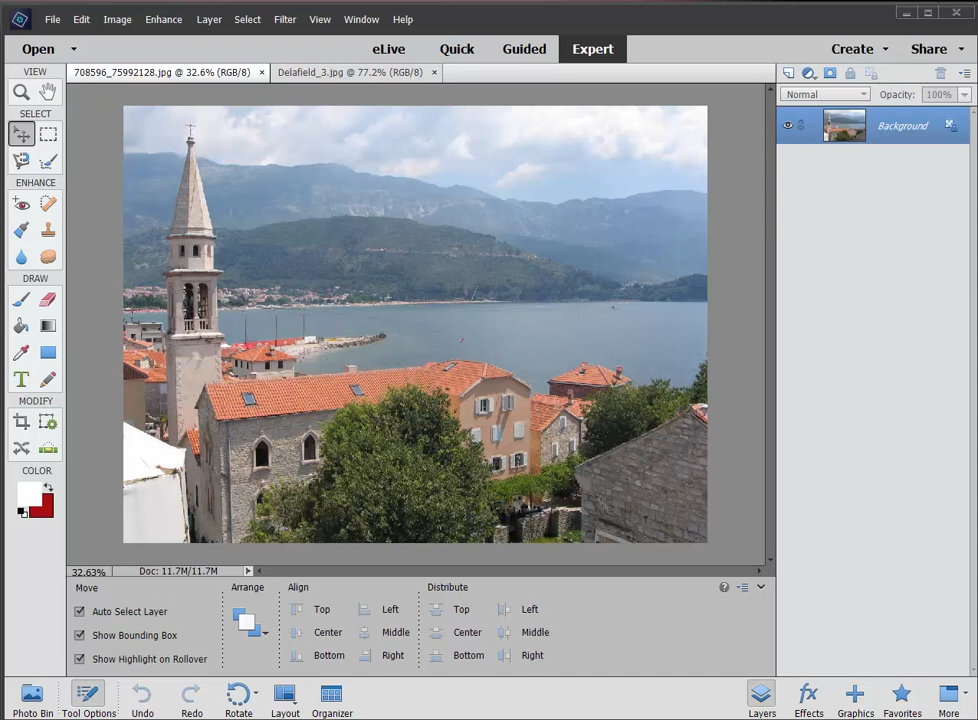 File Edit Image Enhance Layer Select Filter View Window Help
Open eLive Quick Guided Expert Create Share
VIEW 708596_75992128.jpg @ 32.6% (RGB/8) × Delafield_3.jpg @ 77.2% (RGB/8) ×
Normal Opacity: 100%
SELECT
Background
ENHANCE
DRAW
T
MODIFY
COLOR
32.63% Doc: 11.7M/11.7M
Move Arrange Align Distribute
Auto Select Layer Top Left Top Left
Show Bounding Box Center Middle Center Middle
Show Highlight on Rollover Bottom Right Bottom Right
fx
Photo Bin Tool Options Undo Redo Rotate Layout Organizer Layers Effects Graphics Favorites More